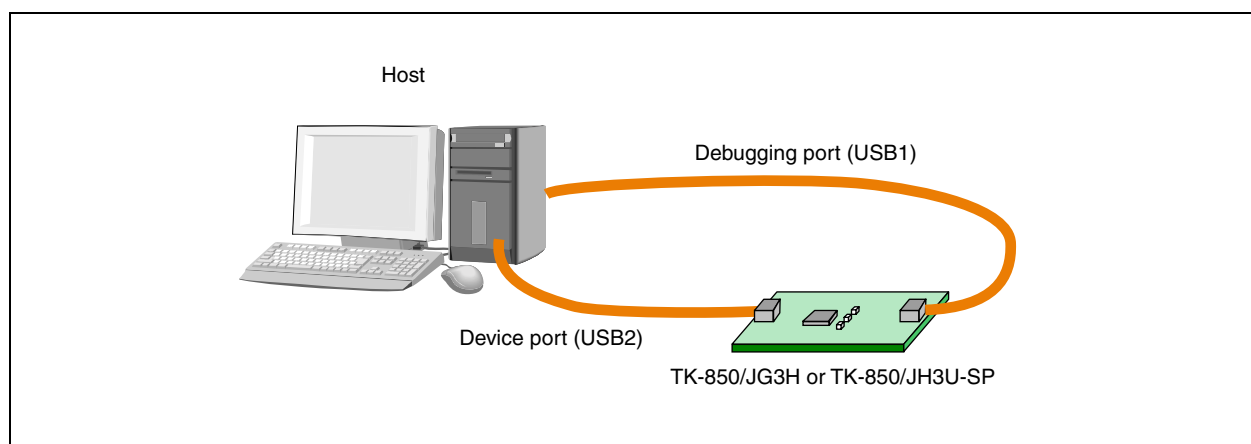 Host
Debugging port (USB1)
Device port (USB2)
TK-850/JG3H or TK-850/JH3U-SP